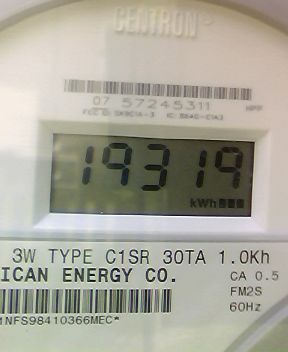 CENTRON
07 57245311
19319
kWh
3W TYPE C1SR 30TA 1.0Kh
ICAN ENERGY CO.
CA 0.5
FM2S
60Hz
NFS98410366MEC*